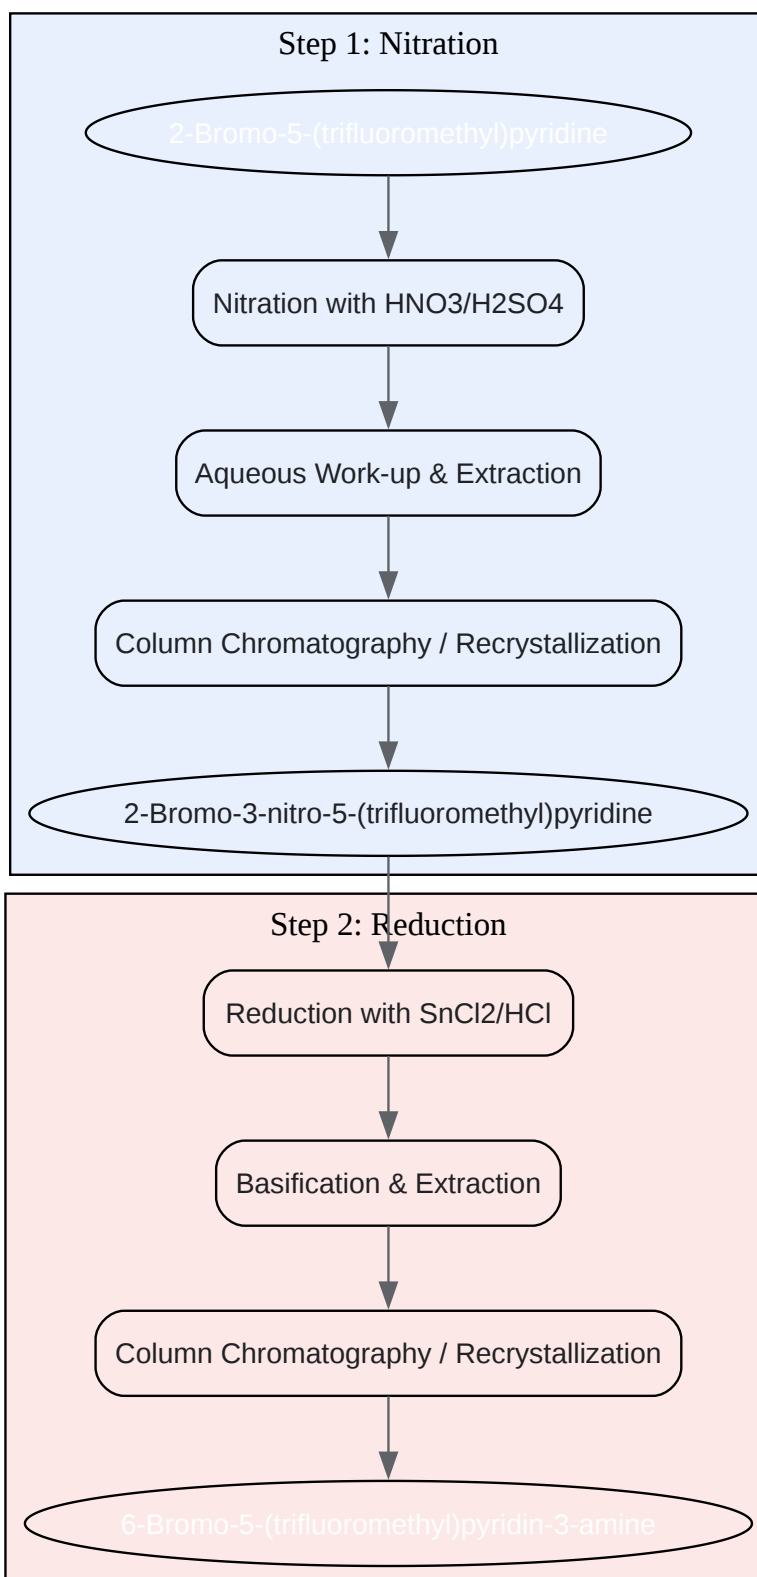 Step 1: Nitration
2-Bromo-5-(trifluoromethyl)pyridine
Nitration with HNO3/H2SO4
Aqueous Work-up & Extraction
Column Chromatography / Recrystallization
2-Bromo-3-nitro-5-(trifluoromethyl)pyridine
Step 2: Reduction
Reduction with SnCl2/HCl
Basification & Extraction
Column Chromatography / Recrystallization
6-Bromo-5-(trifluoromethyl)pyridin-3-amine